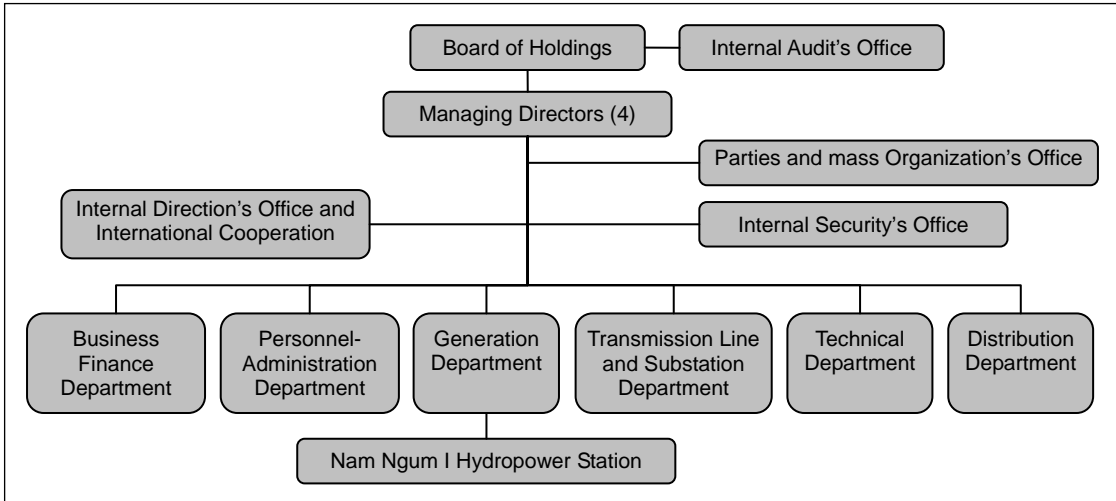 Board of Holdings
Internal Audit's Office
Managing Directors (4)
Parties and mass Organization's Office
Internal Direction's Office and
International Cooperation
Internal Security's Office
Business
Finance
Department
Personnel-
Administration
Department
Generation
Department
Transmission Line
and Substation
Department
Technical
Department
Distribution
Department
Nam Ngum I Hydropower Station